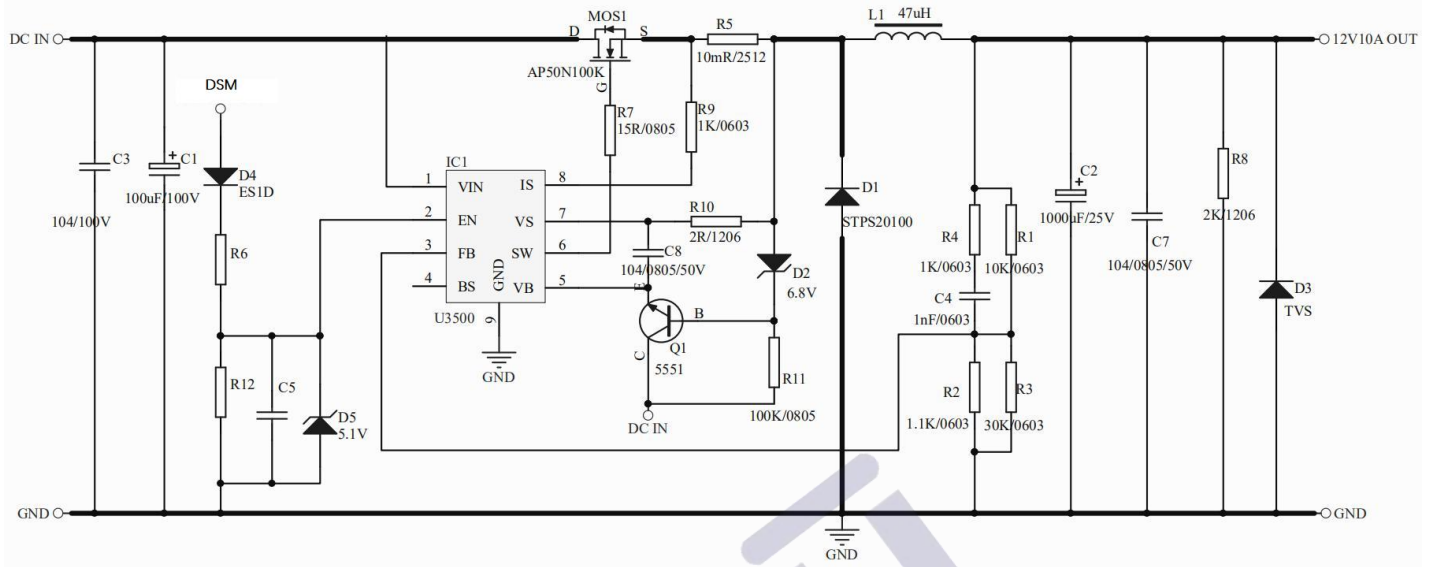 DC IN
C3
104/100V
C1
+
100uF/100V
DSM
D4
ES1D
R6
R12
C5
D5
5.1V
GND
IC1
1 VIN
2 EN
3 FB
4 BS
IS 8
VS 7
SW 6
VB 5
GND
9
U3500
GND
MOS1
D
S
G
AP50N100K
R7
15R/0805
R5
10mR/2512
R9
1K/0603
R10
2R/1206
C8
104/0805/50V
E
B
C
Q1
5551
DC IN
D2
6.8V
R11
100K/0805
D1
STPS20100
GND
L1 47uH
R4
1K/0603
R1
10K/0603
C4
1nF/0603
R2
1.1K/0603
R3
30K/0603
C2
+
1000uF/25V
C7
104/0805/50V
R8
2K/1206
D3
TVS
12V10A OUT
GND